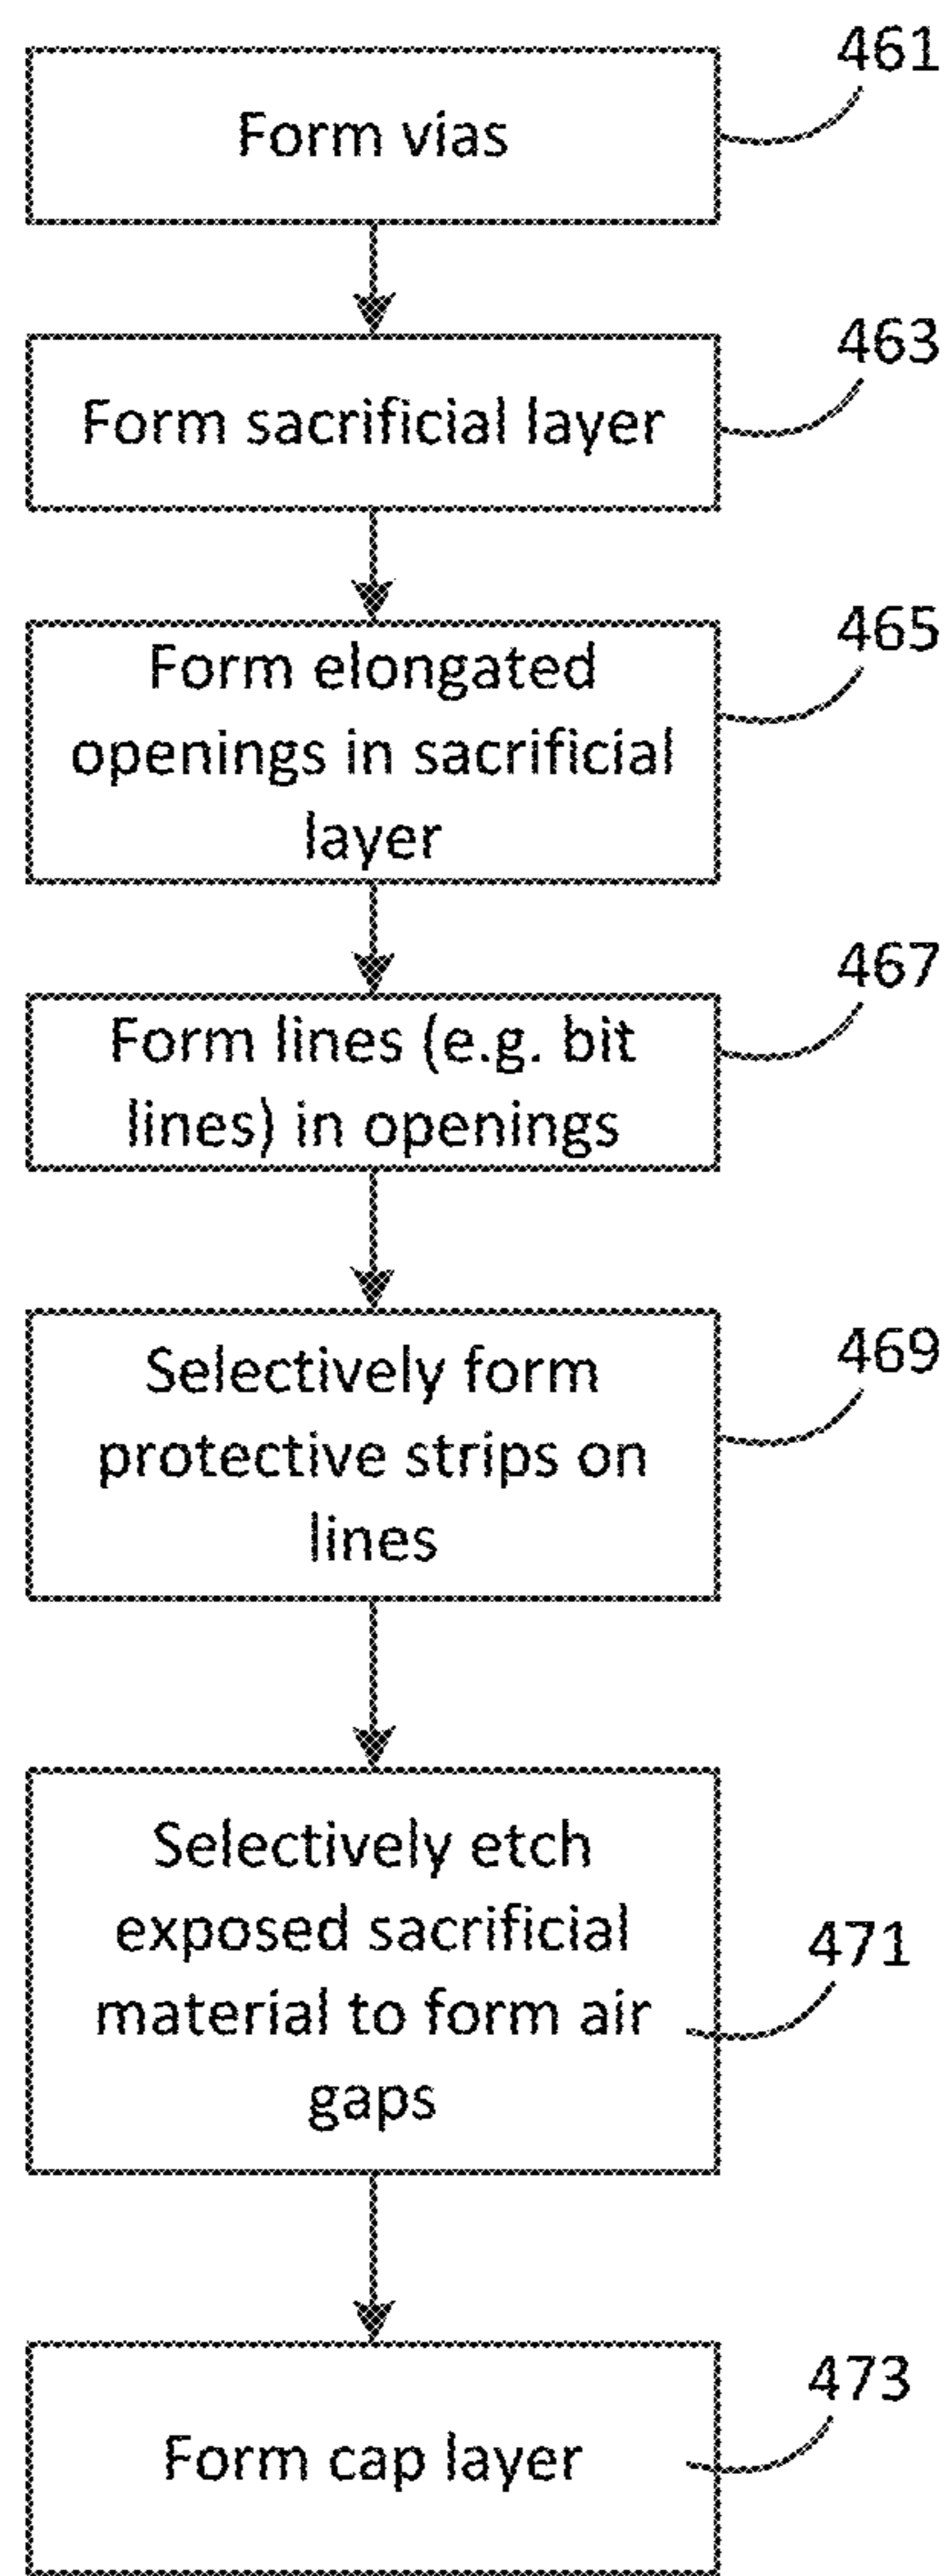 461
Form vias
463
Form sacrificial layer
465
Form elongated
openings in sacrificial
layer
467
Form lines (e.g. bit
lines) in openings
469
Selectively form
protective strips on
lines
Selectively etch
exposed sacrificial
material to form air
gaps
471
473
Form cap layer